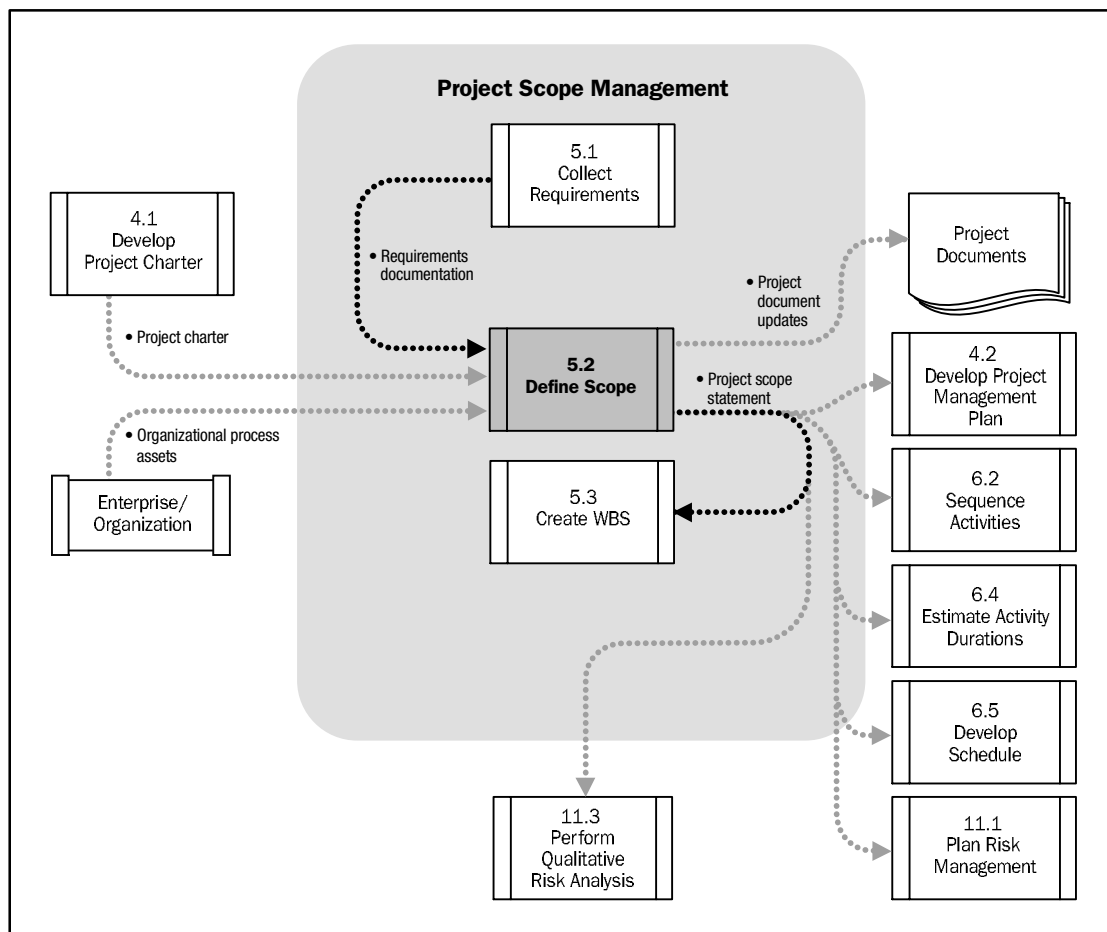 Project Scope Management
5.1
Collect
Requirements
4.1
Develop
Project Charter
Project
Documents
• Requirements
documentation
• Project
document
updates
• Project charter
5.2
Define Scope
• Project scope
statement
4.2
Develop Project
Management
Plan
• Organizational process
assets
Enterprise/
Organization
5.3
Create WBS
6.2
Sequence
Activities
6.4
Estimate Activity
Durations
6.5
Develop
Schedule
11.3
Perform
Qualitative
Risk Analysis
11.1
Plan Risk
Management